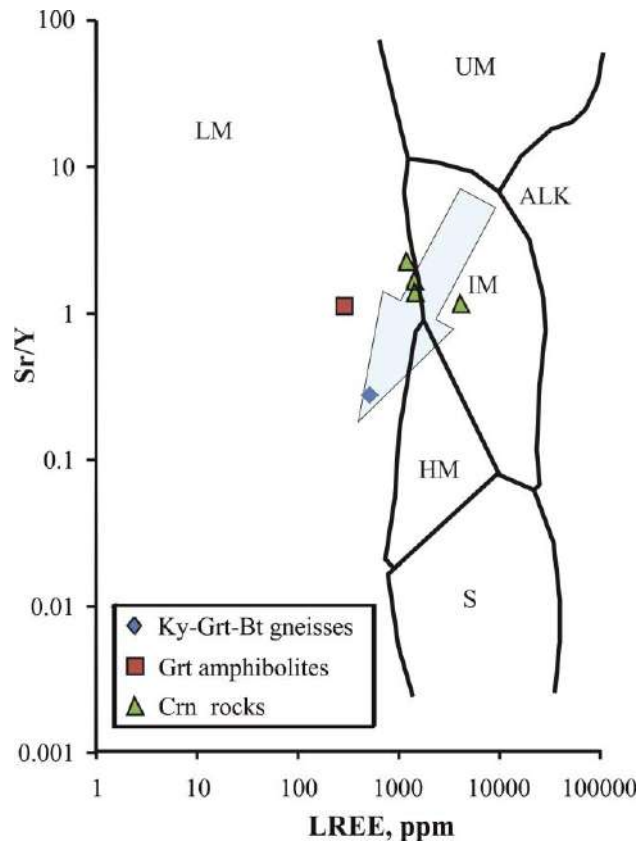 100
UM
LM
10
ALK
IM
1
Sr/Y
0.1
HM
0.01
S
Ky-Grt-Bt gneisses
Grt amphibolites
Crn rocks
0.001
1 10 100 1000 10000 100000
LREE, ppm